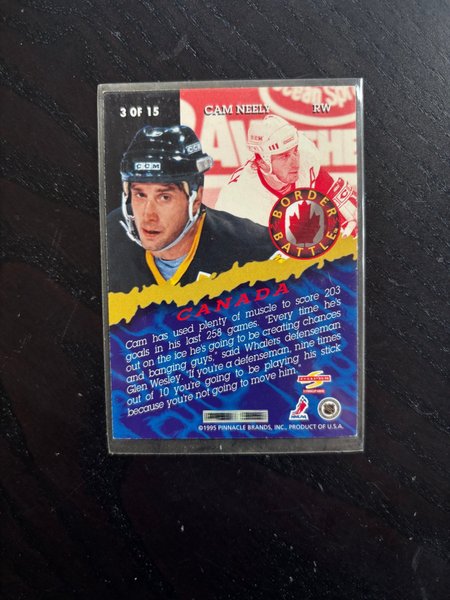 3 OF 15
CAM NEELY
RW
Ocean Spray
CCM
BORDER
BATTLE
CANADA
Cam has used plenty of muscle to score 203
goals in his last 258 games. "Every time he's
out on the ice he's going to be creating chances
and banging guys," said Whalers defenseman
Glen Wesley. "If you're a defenseman, nine times
out of 10 you're going to be playing his stick
because you're not going to move him."
©1995 PINNACLE BRANDS, INC., PRODUCT OF U.S.A.